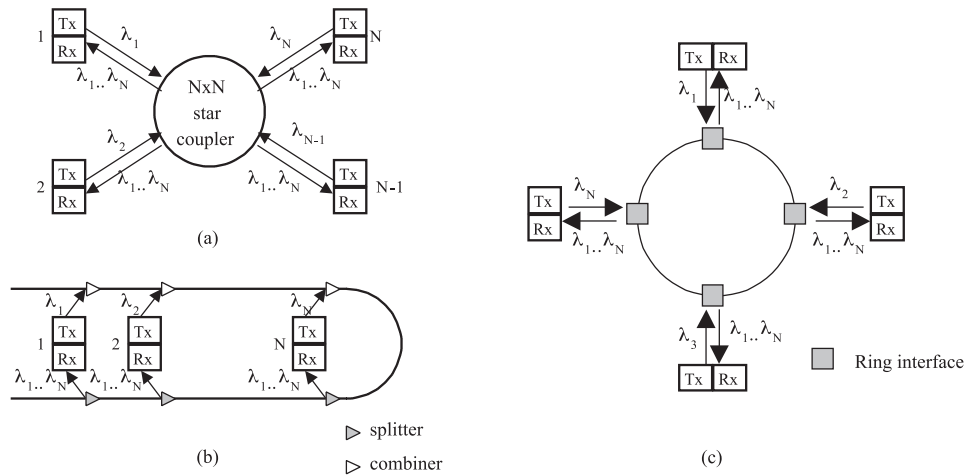 1 Tx Rx λ1 λ1..λN
N Tx Rx λN λ1..λN
NxN
star
coupler
2 Tx Rx λ2 λ1..λN
N-1 Tx Rx λN-1 λ1..λN
(a)
λ1 λ2 λN
1 Tx 2 Tx N Tx
Rx Rx Rx
λ1..λN λ1..λN λ1..λN
splitter
combiner
(b)
Tx Rx
λ1 λ1..λN
Tx Rx λN λ1..λN
λ2 λ1..λN Tx Rx
λ3 λ1..λN
Tx Rx
Ring interface
(c)